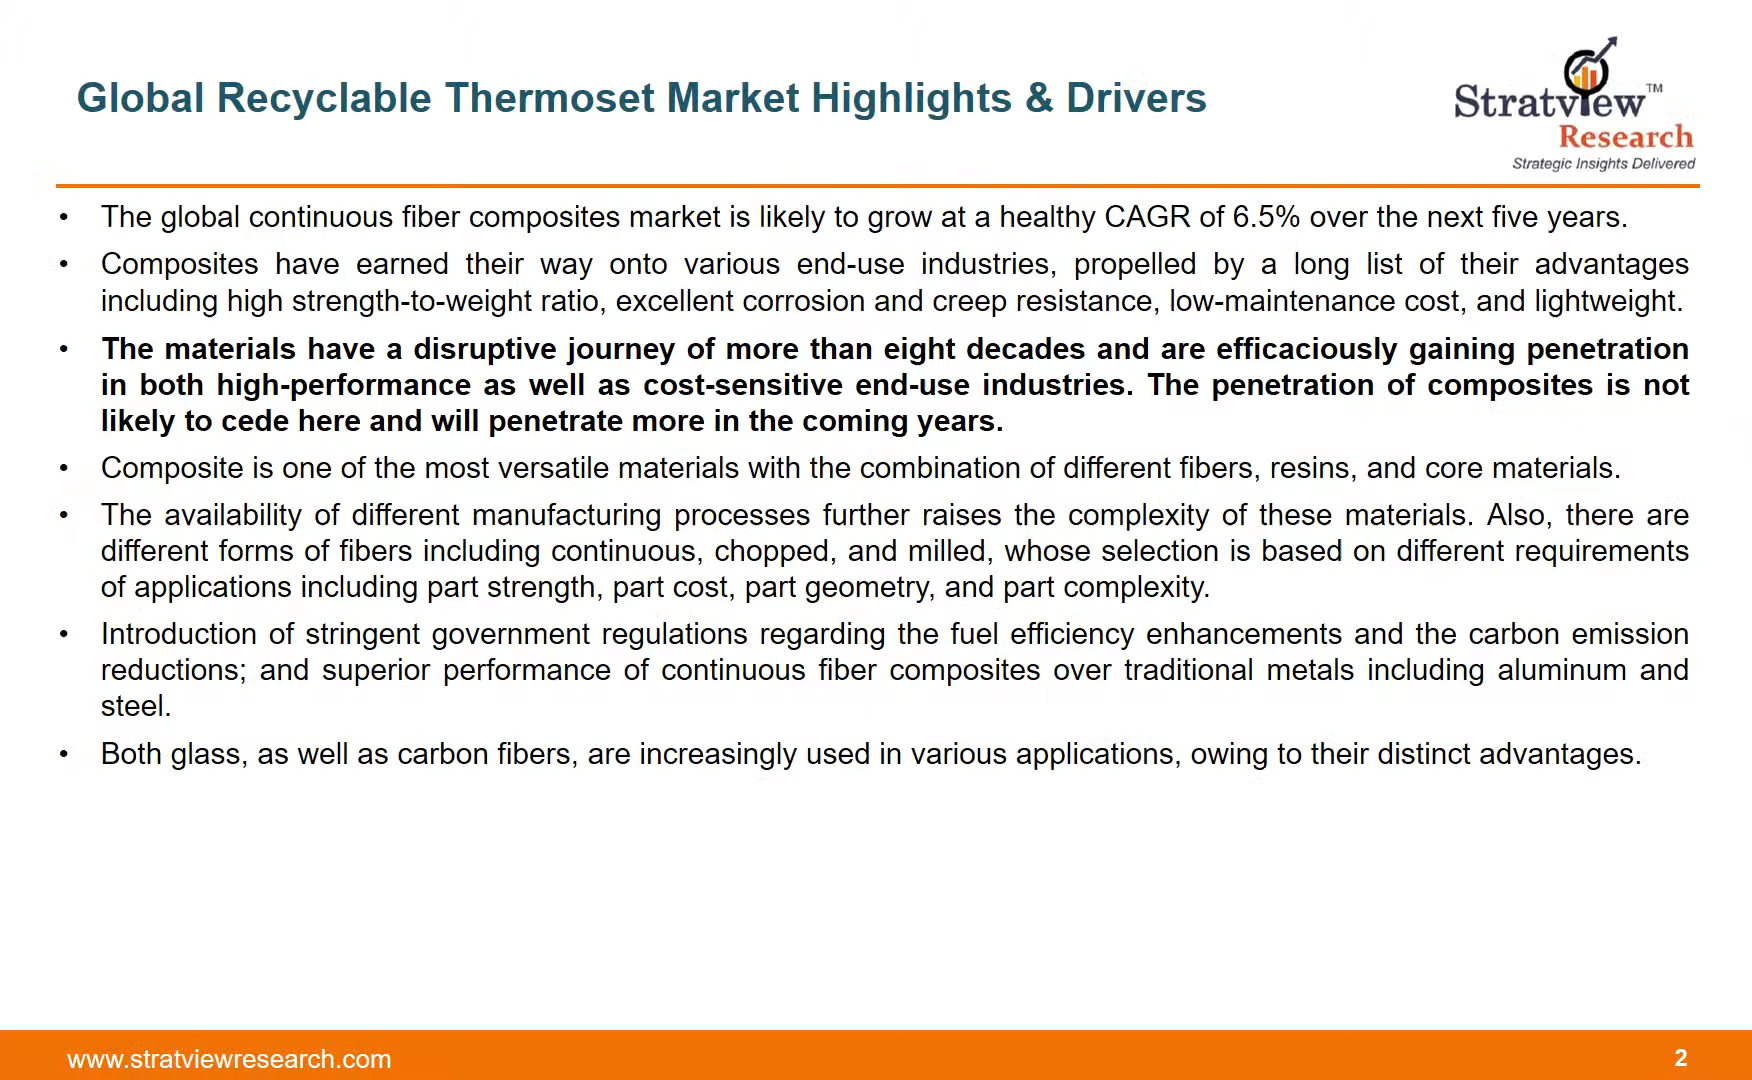 Global Recyclable Thermoset Market Highlights & Drivers
Stratview™
Research
Strategic Insights Delivered
• The global continuous fiber composites market is likely to grow at a healthy CAGR of 6.5% over the next five years.
• Composites have earned their way onto various end-use industries, propelled by a long list of their advantages
including high strength-to-weight ratio, excellent corrosion and creep resistance, low-maintenance cost, and lightweight.
• The materials have a disruptive journey of more than eight decades and are efficaciously gaining penetration
in both high-performance as well as cost-sensitive end-use industries. The penetration of composites is not
likely to cede here and will penetrate more in the coming years.
• Composite is one of the most versatile materials with the combination of different fibers, resins, and core materials.
• The availability of different manufacturing processes further raises the complexity of these materials. Also, there are
different forms of fibers including continuous, chopped, and milled, whose selection is based on different requirements
of applications including part strength, part cost, part geometry, and part complexity.
• Introduction of stringent government regulations regarding the fuel efficiency enhancements and the carbon emission
reductions; and superior performance of continuous fiber composites over traditional metals including aluminum and
steel.
• Both glass, as well as carbon fibers, are increasingly used in various applications, owing to their distinct advantages.
www.stratviewresearch.com
2